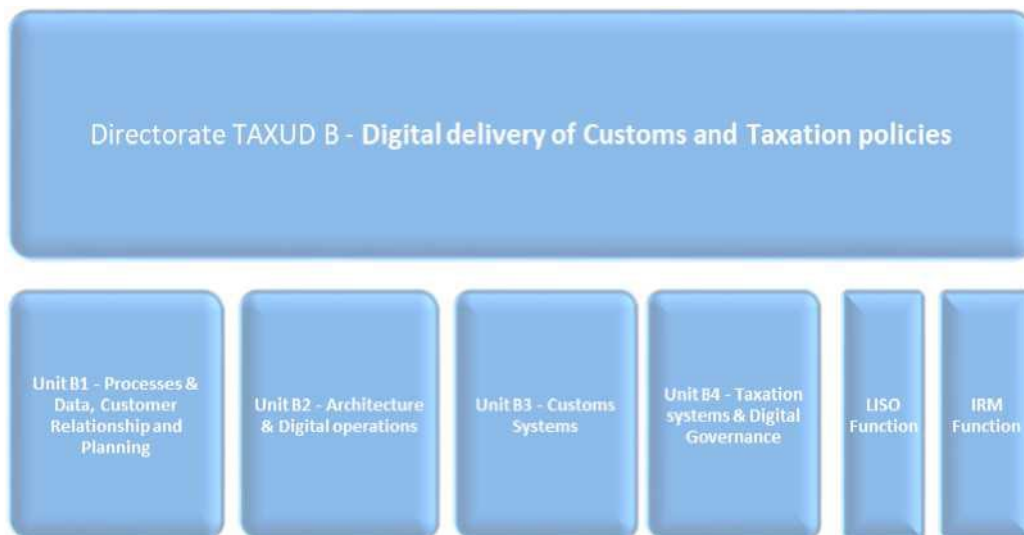 Directorate TAXUD B - Digital delivery of Customs and Taxation policies
Unit B1 - Processes &
Data, Customer
Relationship and
Planning
Unit B2 - Architecture
& Digital operations
Unit B3 - Customs
Systems
Unit B4 - Taxation
systems & Digital
Governance
LISO
Function
IRM
Function